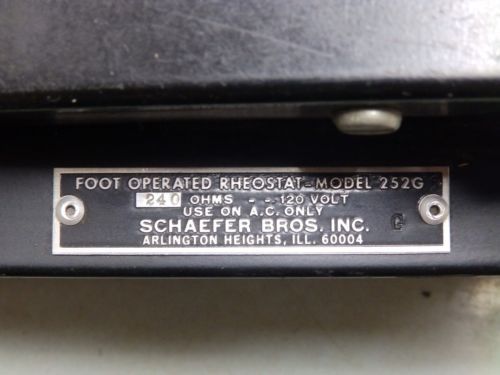 FOOT OPERATED RHEOSTAT-MODEL 252G
240 OHMS - - 120 VOLT
USE ON A.C. ONLY
SCHAEFER BROS. INC. C
ARLINGTON HEIGHTS, ILL. 60004